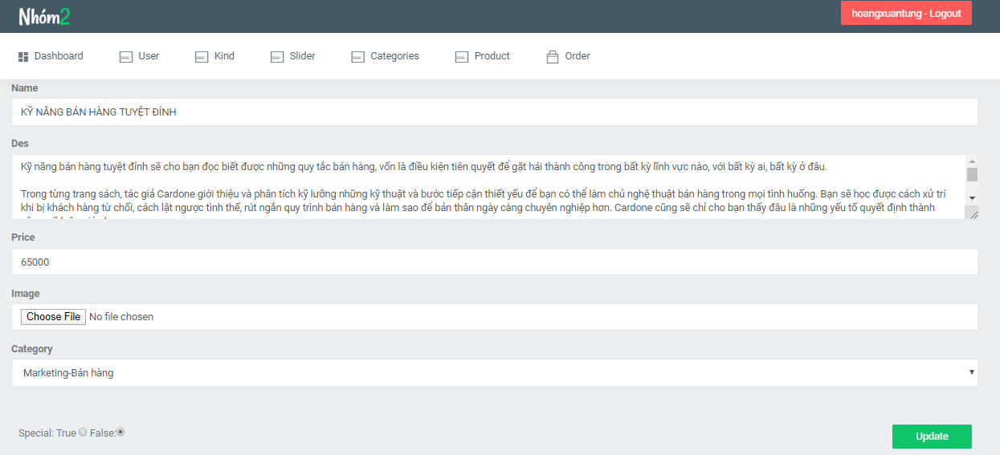 Nhóm2
hoangxuantung - Logout
Dashboard
User
Kind
Slider
Categories
Product
Order
Name
KỸ NĂNG BÁN HÀNG TUYỆT ĐÍNH
Des
Kỹ năng bán hàng tuyệt đỉnh sẽ cho bạn đọc biết được những quy tắc bán hàng, vốn là điều kiện tiên quyết để gặt hái thành công trong bất kỳ lĩnh vực nào, với bất kỳ ai, bất kỳ ở đâu.
Trong từng trang sách, tác giả Cardone giới thiệu và phân tích kỹ lưỡng những kỹ thuật và bước tiếp cận thiết yếu để bạn có thể làm chủ nghệ thuật bán hàng trong mọi tình huống. Bạn sẽ học được cách xử trí
khi bị khách hàng từ chối, cách lật ngược tình thế, rút ngắn quy trình bán hàng và làm sao để bản thân ngày càng chuyên nghiệp hơn. Cardone cũng sẽ chỉ cho bạn thấy đâu là những yếu tố quyết định thành
Price
65000
Image
Choose File No file chosen
Category
Marketing-Bán hàng
Special: True False:
Update